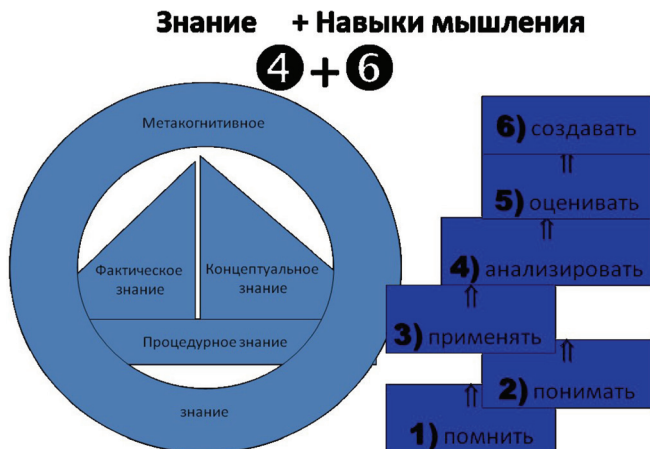 Знание + Навыки мышления
4 + 6
Метакогнитивное
Фактическое
знание
Концептуальное
знание
Процедурное знание
знание
6) создавать
⇑
5) оценивать
⇑
4) анализировать
⇑
3) применять
⇑
2) понимать
⇑
1) помнить